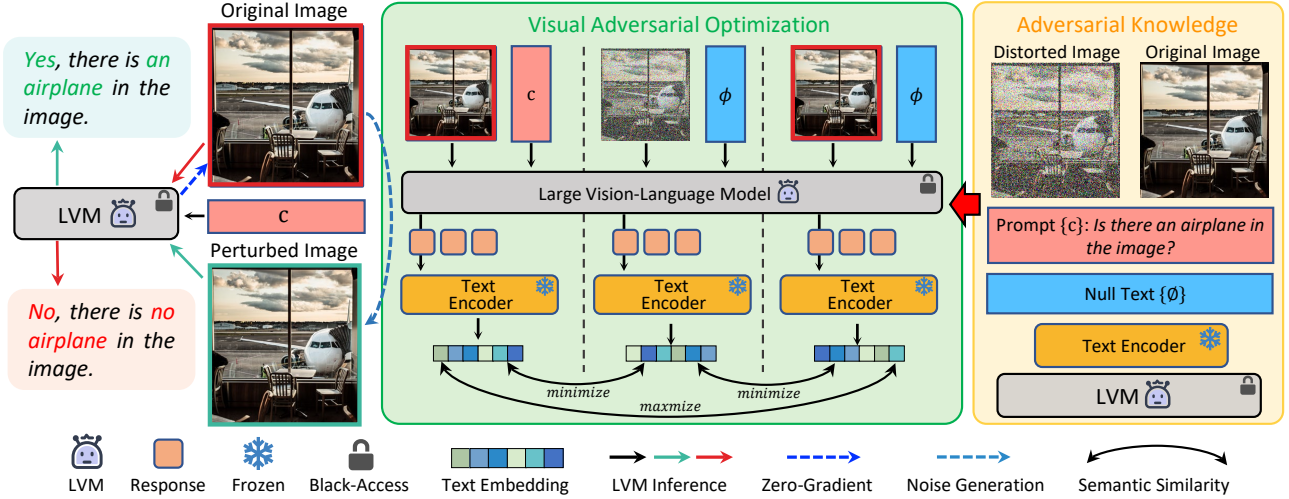 Original Image
Yes, there is an
airplane in the
image.
LVM
c
Perturbed Image
No, there is no
airplane in the
image.
Visual Adversarial Optimization
c
ϕ
ϕ
Large Vision-Language Model
Text
Encoder
Text
Encoder
Text
Encoder
minimize
minimize
maxmize
Adversarial Knowledge
Distorted Image
Original Image
Prompt {c}: Is there an airplane in
the image?
Null Text {∅}
Text Encoder
LVM
LVM
Response
Frozen
Black-Access
Text Embedding
LVM Inference
Zero-Gradient
Noise Generation
Semantic Similarity